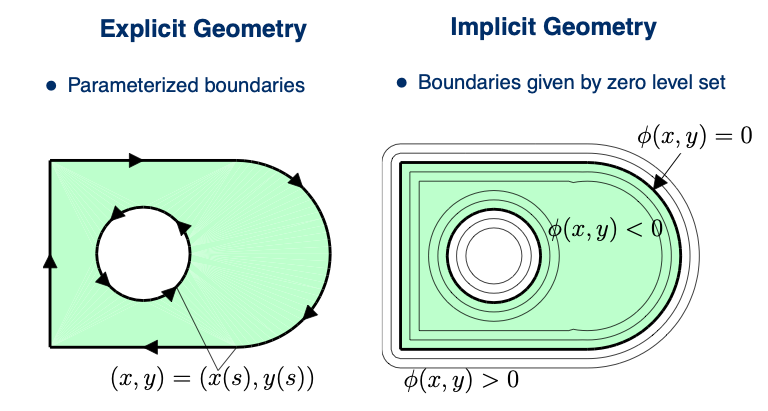 Explicit Geometry
• Parameterized boundaries
(x, y) = (x(s), y(s))
Implicit Geometry
• Boundaries given by zero level set
ϕ(x, y) = 0
ϕ(x, y) < 0
ϕ(x, y) > 0